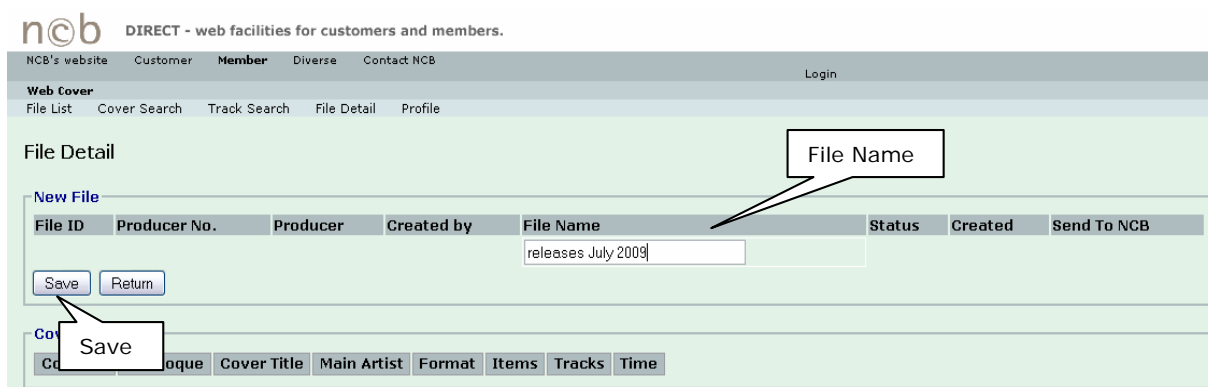 ncb DIRECT - web facilities for customers and members.
NCB's website Customer Member Diverse Contact NCB
Login
Web Cover
File List Cover Search Track Search File Detail Profile
File Detail
File Name
New File
File ID Producer No. Producer Created by File Name Status Created Send To NCB
releases July 2009
Save Return
Save
Cover Title Main Artist Format Items Tracks Time